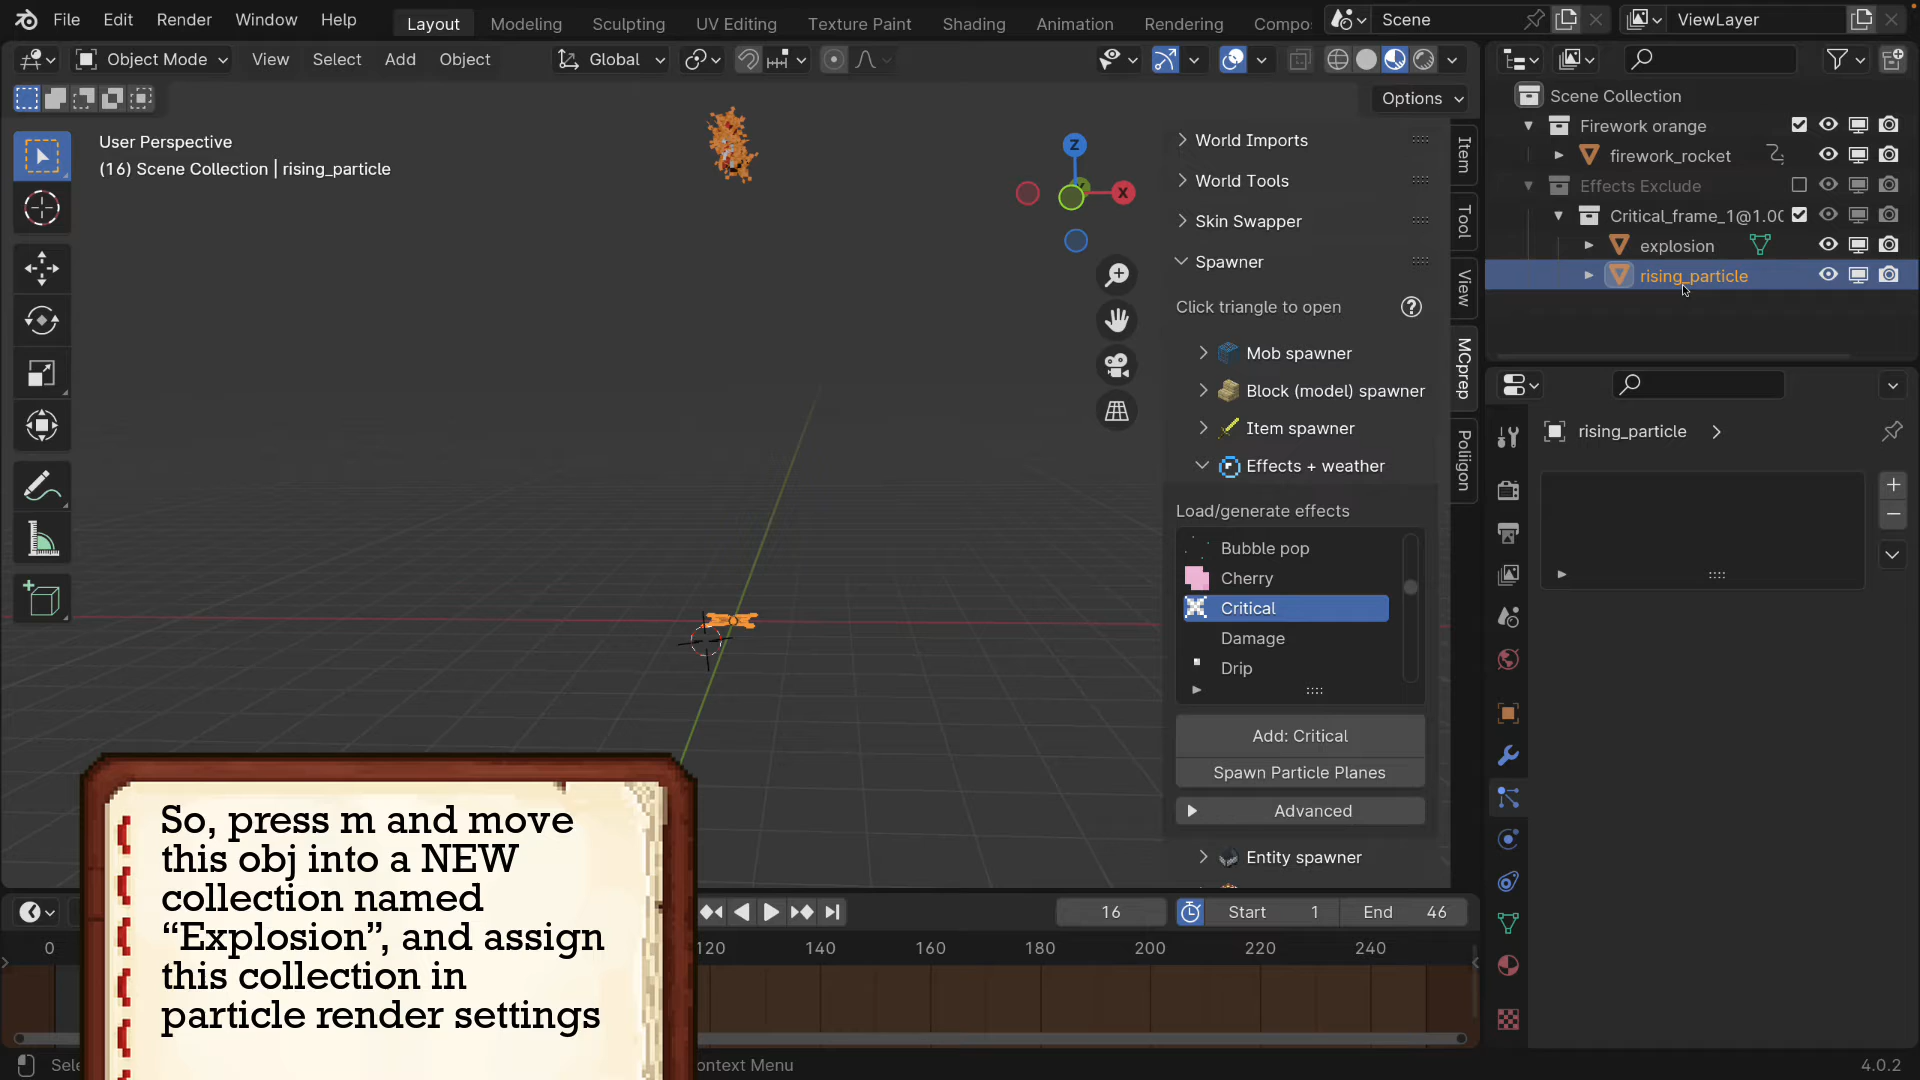 File Edit Render Window Help
Layout Modeling Sculpting UV Editing Texture Paint Shading Animation Rendering Compo
Scene
ViewLayer
Object Mode View Select Add Object
Global
Options
User Perspective
(16) Scene Collection | rising_particle
Z
X
World Imports
World Tools
Skin Swapper
Spawner
Click triangle to open
?
Mob spawner
Block (model) spawner
Item spawner
Effects + weather
Load/generate effects
Bubble pop
Cherry
Critical
Damage
Drip
Add: Critical
Spawn Particle Planes
Advanced
Entity spawner
Item
Tool
View
MCprep
Poliigon
Scene Collection
Firework orange
firework_rocket
Effects Exclude
Critical_frame_1@1.00
explosion
rising_particle
rising_particle
So, press m and move
this obj into a NEW
collection named
“Explosion”, and assign
this collection in
particle render settings
16 Start 1 End 46
0 120 140 160 180 200 220 240
ontext Menu
4.0.2